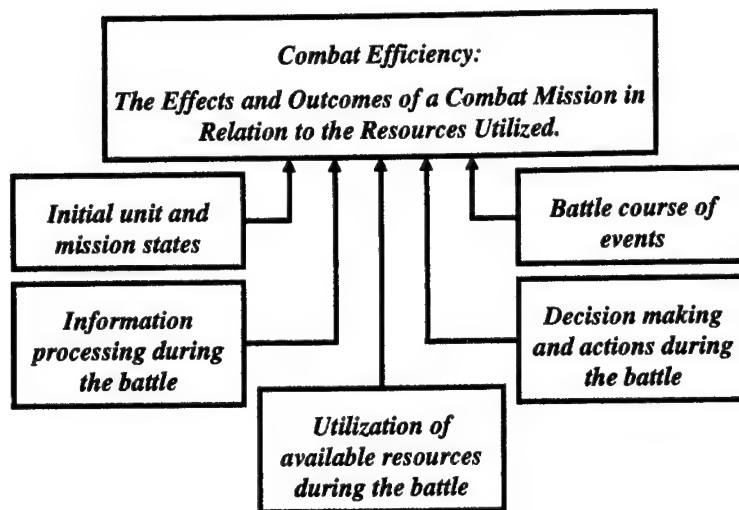 Combat Efficiency:
The Effects and Outcomes of a Combat Mission in
Relation to the Resources Utilized.
Initial unit and
mission states
Battle course of
events
Information
processing during
the battle
Decision making
and actions during
the battle
Utilization of
available resources
during the battle